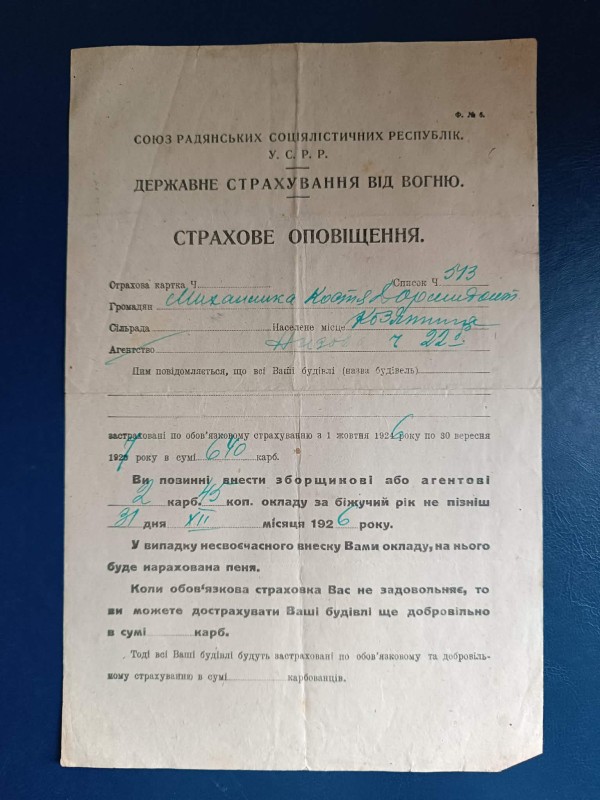 Ф. № 6.
СОЮЗ РАДЯНСЬКИХ СОЦІЯЛІСТИЧНИХ РЕСПУБЛІК.
У. С. Р. Р.
ДЕРЖАВНЕ СТРАХУВАННЯ ВІД ВОГНЮ.
СТРАХОВЕ ОПОВІЩЕННЯ.
Страхова картка Ч. Список Ч. 513
Громадян
Сільрада Населене місце
Агентство ч 22
Цим повідомляється, що всі Ваші будівлі (назва будівель)
застраховані по обов'язковому страхуванню з 1 жовтня 1926 року по 30 вересня
1927 року в сумі 640 карб.
Ви повинні внести зборщикові або агентові
2 карб. 45 коп. окладу за біжучий рік не пізніш
31 дня XII місяця 1926 року.
У випадку несвоєчасного внеску Вами окладу, на нього
буде нарахована пеня.
Коли обов'язкова страховка Вас не задовольняє, то
ви можете дострахувати Ваші будівлі ще добровільно
в сумі карб.
Тоді всі Ваші будівлі будуть застраховані по обов'язковому та добровіль-
ному страхуванню в сумі карбованців.